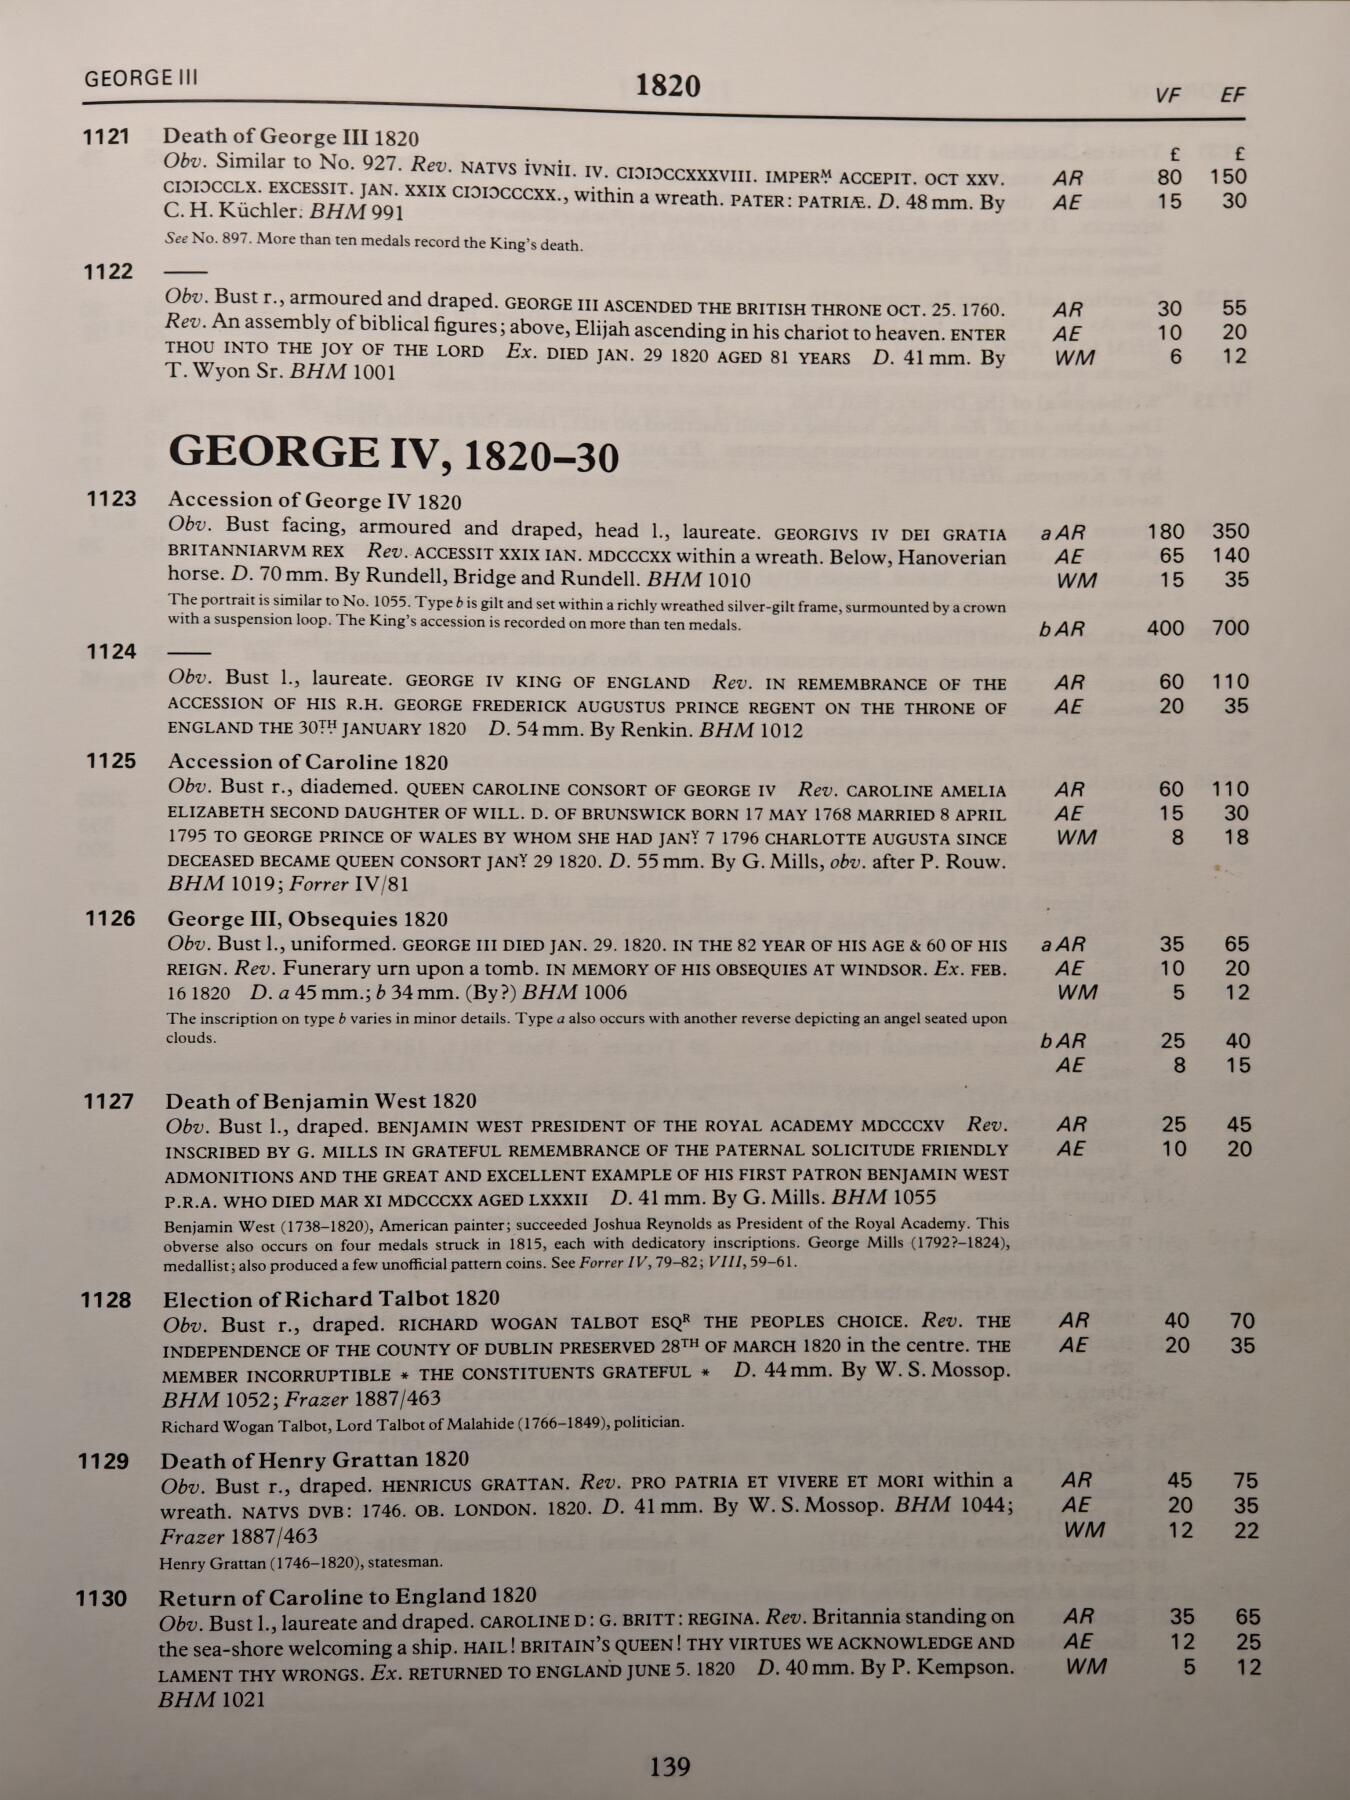 GEORGE III
1820
VF EF
1121 Death of George III 1820
£ £
Obv. Similar to No. 927. Rev. NATVS İVNİI. IV. CIƆIƆCCXXXVIII. IMPERᴹ ACCEPIT. OCT XXV. AR 80 150
CIƆIƆCCLX. EXCESSIT. JAN. XXIX CIƆIƆCCCXX., within a wreath. PATER: PATRIÆ. D. 48 mm. By AE 15 30
C. H. Küchler. BHM 991
See No. 897. More than ten medals record the King's death.
1122 ——
Obv. Bust r., armoured and draped. GEORGE III ASCENDED THE BRITISH THRONE OCT. 25. 1760. AR 30 55
Rev. An assembly of biblical figures; above, Elijah ascending in his chariot to heaven. ENTER AE 10 20
THOU INTO THE JOY OF THE LORD Ex. DIED JAN. 29 1820 AGED 81 YEARS D. 41 mm. By WM 6 12
T. Wyon Sr. BHM 1001
GEORGE IV, 1820–30
1123 Accession of George IV 1820
Obv. Bust facing, armoured and draped, head l., laureate. GEORGIVS IV DEI GRATIA a AR 180 350
BRITANNIARVM REX Rev. ACCESSIT XXIX IAN. MDCCCXX within a wreath. Below, Hanoverian AE 65 140
horse. D. 70 mm. By Rundell, Bridge and Rundell. BHM 1010 WM 15 35
The portrait is similar to No. 1055. Type b is gilt and set within a richly wreathed silver-gilt frame, surmounted by a crown
with a suspension loop. The King's accession is recorded on more than ten medals. b AR 400 700
1124 ——
Obv. Bust l., laureate. GEORGE IV KING OF ENGLAND Rev. IN REMEMBRANCE OF THE AR 60 110
ACCESSION OF HIS R.H. GEORGE FREDERICK AUGUSTUS PRINCE REGENT ON THE THRONE OF AE 20 35
ENGLAND THE 30ᵀᴴ JANUARY 1820 D. 54 mm. By Renkin. BHM 1012
1125 Accession of Caroline 1820
Obv. Bust r., diademed. QUEEN CAROLINE CONSORT OF GEORGE IV Rev. CAROLINE AMELIA AR 60 110
ELIZABETH SECOND DAUGHTER OF WILL. D. OF BRUNSWICK BORN 17 MAY 1768 MARRIED 8 APRIL AE 15 30
1795 TO GEORGE PRINCE OF WALES BY WHOM SHE HAD JANʸ 7 1796 CHARLOTTE AUGUSTA SINCE WM 8 18
DECEASED BECAME QUEEN CONSORT JANʸ 29 1820. D. 55 mm. By G. Mills, obv. after P. Rouw.
BHM 1019; Forrer IV/81
1126 George III, Obsequies 1820
Obv. Bust l., uniformed. GEORGE III DIED JAN. 29. 1820. IN THE 82 YEAR OF HIS AGE & 60 OF HIS a AR 35 65
REIGN. Rev. Funerary urn upon a tomb. IN MEMORY OF HIS OBSEQUIES AT WINDSOR. Ex. FEB. AE 10 20
16 1820 D. a 45 mm.; b 34 mm. (By?) BHM 1006 WM 5 12
The inscription on type b varies in minor details. Type a also occurs with another reverse depicting an angel seated upon
clouds. b AR 25 40
AE 8 15
1127 Death of Benjamin West 1820
Obv. Bust l., draped. BENJAMIN WEST PRESIDENT OF THE ROYAL ACADEMY MDCCCXV Rev. AR 25 45
INSCRIBED BY G. MILLS IN GRATEFUL REMEMBRANCE OF THE PATERNAL SOLICITUDE FRIENDLY AE 10 20
ADMONITIONS AND THE GREAT AND EXCELLENT EXAMPLE OF HIS FIRST PATRON BENJAMIN WEST
P.R.A. WHO DIED MAR XI MDCCCXX AGED LXXXII D. 41 mm. By G. Mills. BHM 1055
Benjamin West (1738–1820), American painter; succeeded Joshua Reynolds as President of the Royal Academy. This
obverse also occurs on four medals struck in 1815, each with dedicatory inscriptions. George Mills (1792?–1824),
medallist; also produced a few unofficial pattern coins. See Forrer IV, 79–82; VIII, 59–61.
1128 Election of Richard Talbot 1820
Obv. Bust r., draped. RICHARD WOGAN TALBOT ESQᴿ THE PEOPLES CHOICE. Rev. THE AR 40 70
INDEPENDENCE OF THE COUNTY OF DUBLIN PRESERVED 28ᵀᴴ OF MARCH 1820 in the centre. THE AE 20 35
MEMBER INCORRUPTIBLE * THE CONSTITUENTS GRATEFUL * D. 44 mm. By W. S. Mossop.
BHM 1052; Frazer 1887/463
Richard Wogan Talbot, Lord Talbot of Malahide (1766–1849), politician.
1129 Death of Henry Grattan 1820
Obv. Bust r., draped. HENRICUS GRATTAN. Rev. PRO PATRIA ET VIVERE ET MORI within a AR 45 75
wreath. NATVS DVB: 1746. OB. LONDON. 1820. D. 41 mm. By W. S. Mossop. BHM 1044; AE 20 35
Frazer 1887/463 WM 12 22
Henry Grattan (1746–1820), statesman.
1130 Return of Caroline to England 1820
Obv. Bust l., laureate and draped. CAROLINE D: G. BRITT: REGINA. Rev. Britannia standing on AR 35 65
the sea-shore welcoming a ship. HAIL! BRITAIN'S QUEEN! THY VIRTUES WE ACKNOWLEDGE AND AE 12 25
LAMENT THY WRONGS. Ex. RETURNED TO ENGLAND JUNE 5. 1820 D. 40 mm. By P. Kempson. WM 5 12
BHM 1021
139